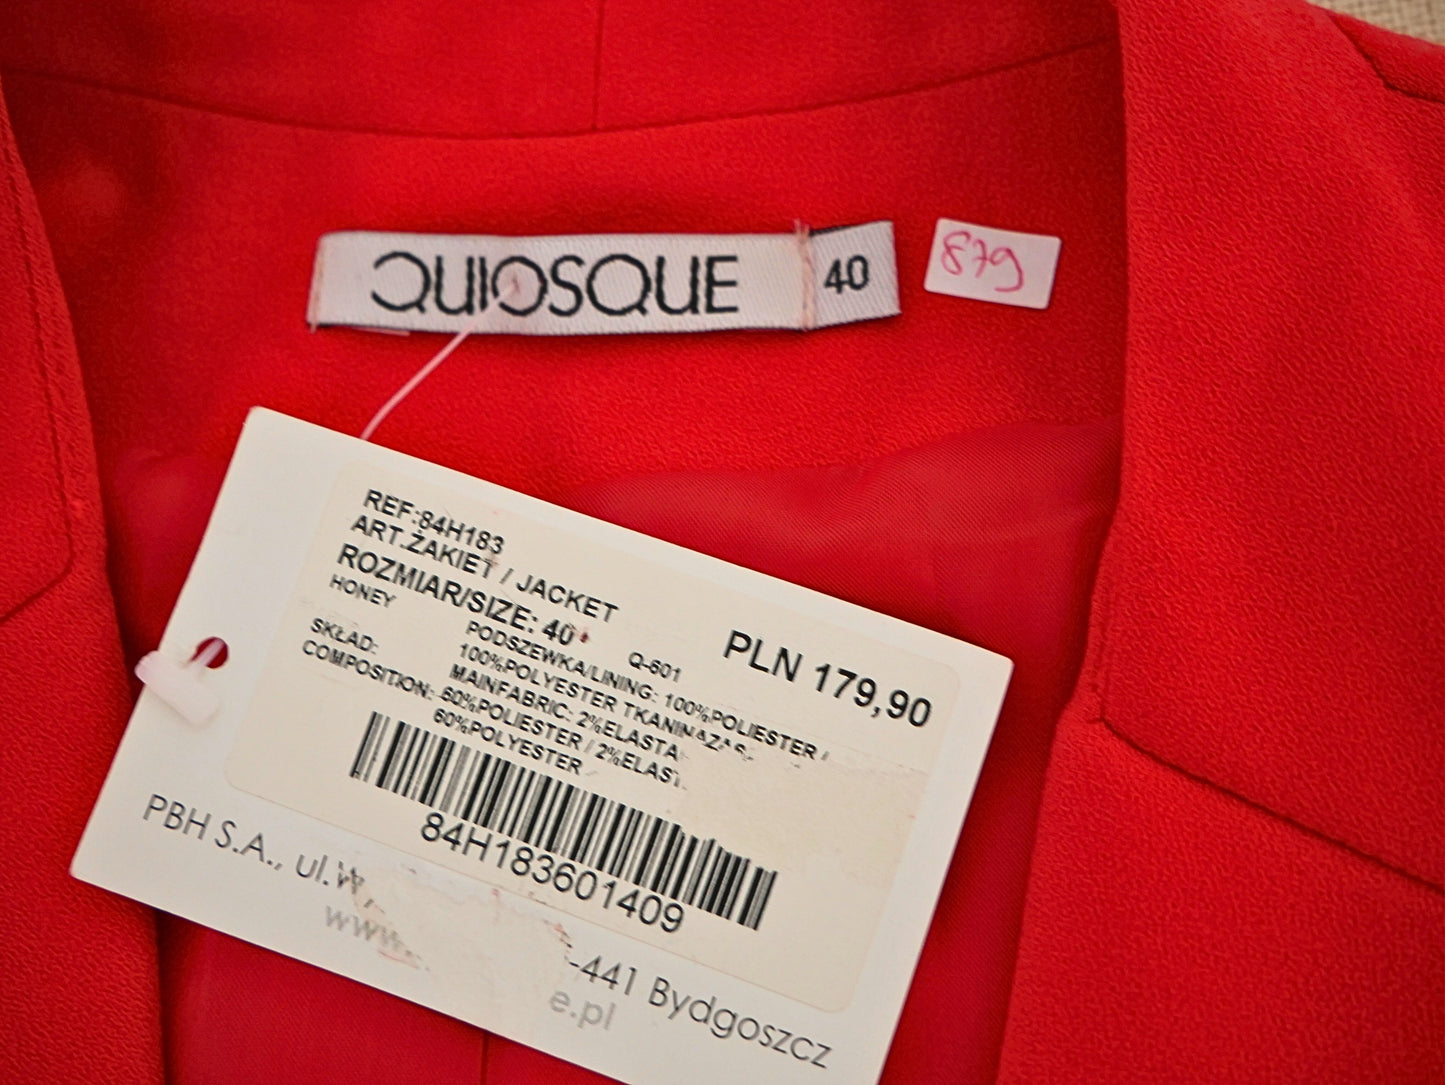 QUIOSQUE
40
879
REF:84H183
ART.ŻAKIET / JACKET
ROZMIAR/SIZE: 40
HONEY
Q-601
PLN 179,90
SKŁAD:
COMPOSITION:
PODSZEWKA/LINING: 100%POLIESTER /
100%POLYESTER TKANINAZAS
MAINFABRIC: 2%ELASTA
60%POLIESTER / 2%ELAST
60%POLYESTER
84H183601409
PBH S.A., ul.W
-441 Bydgoszcz
www.
e.pl